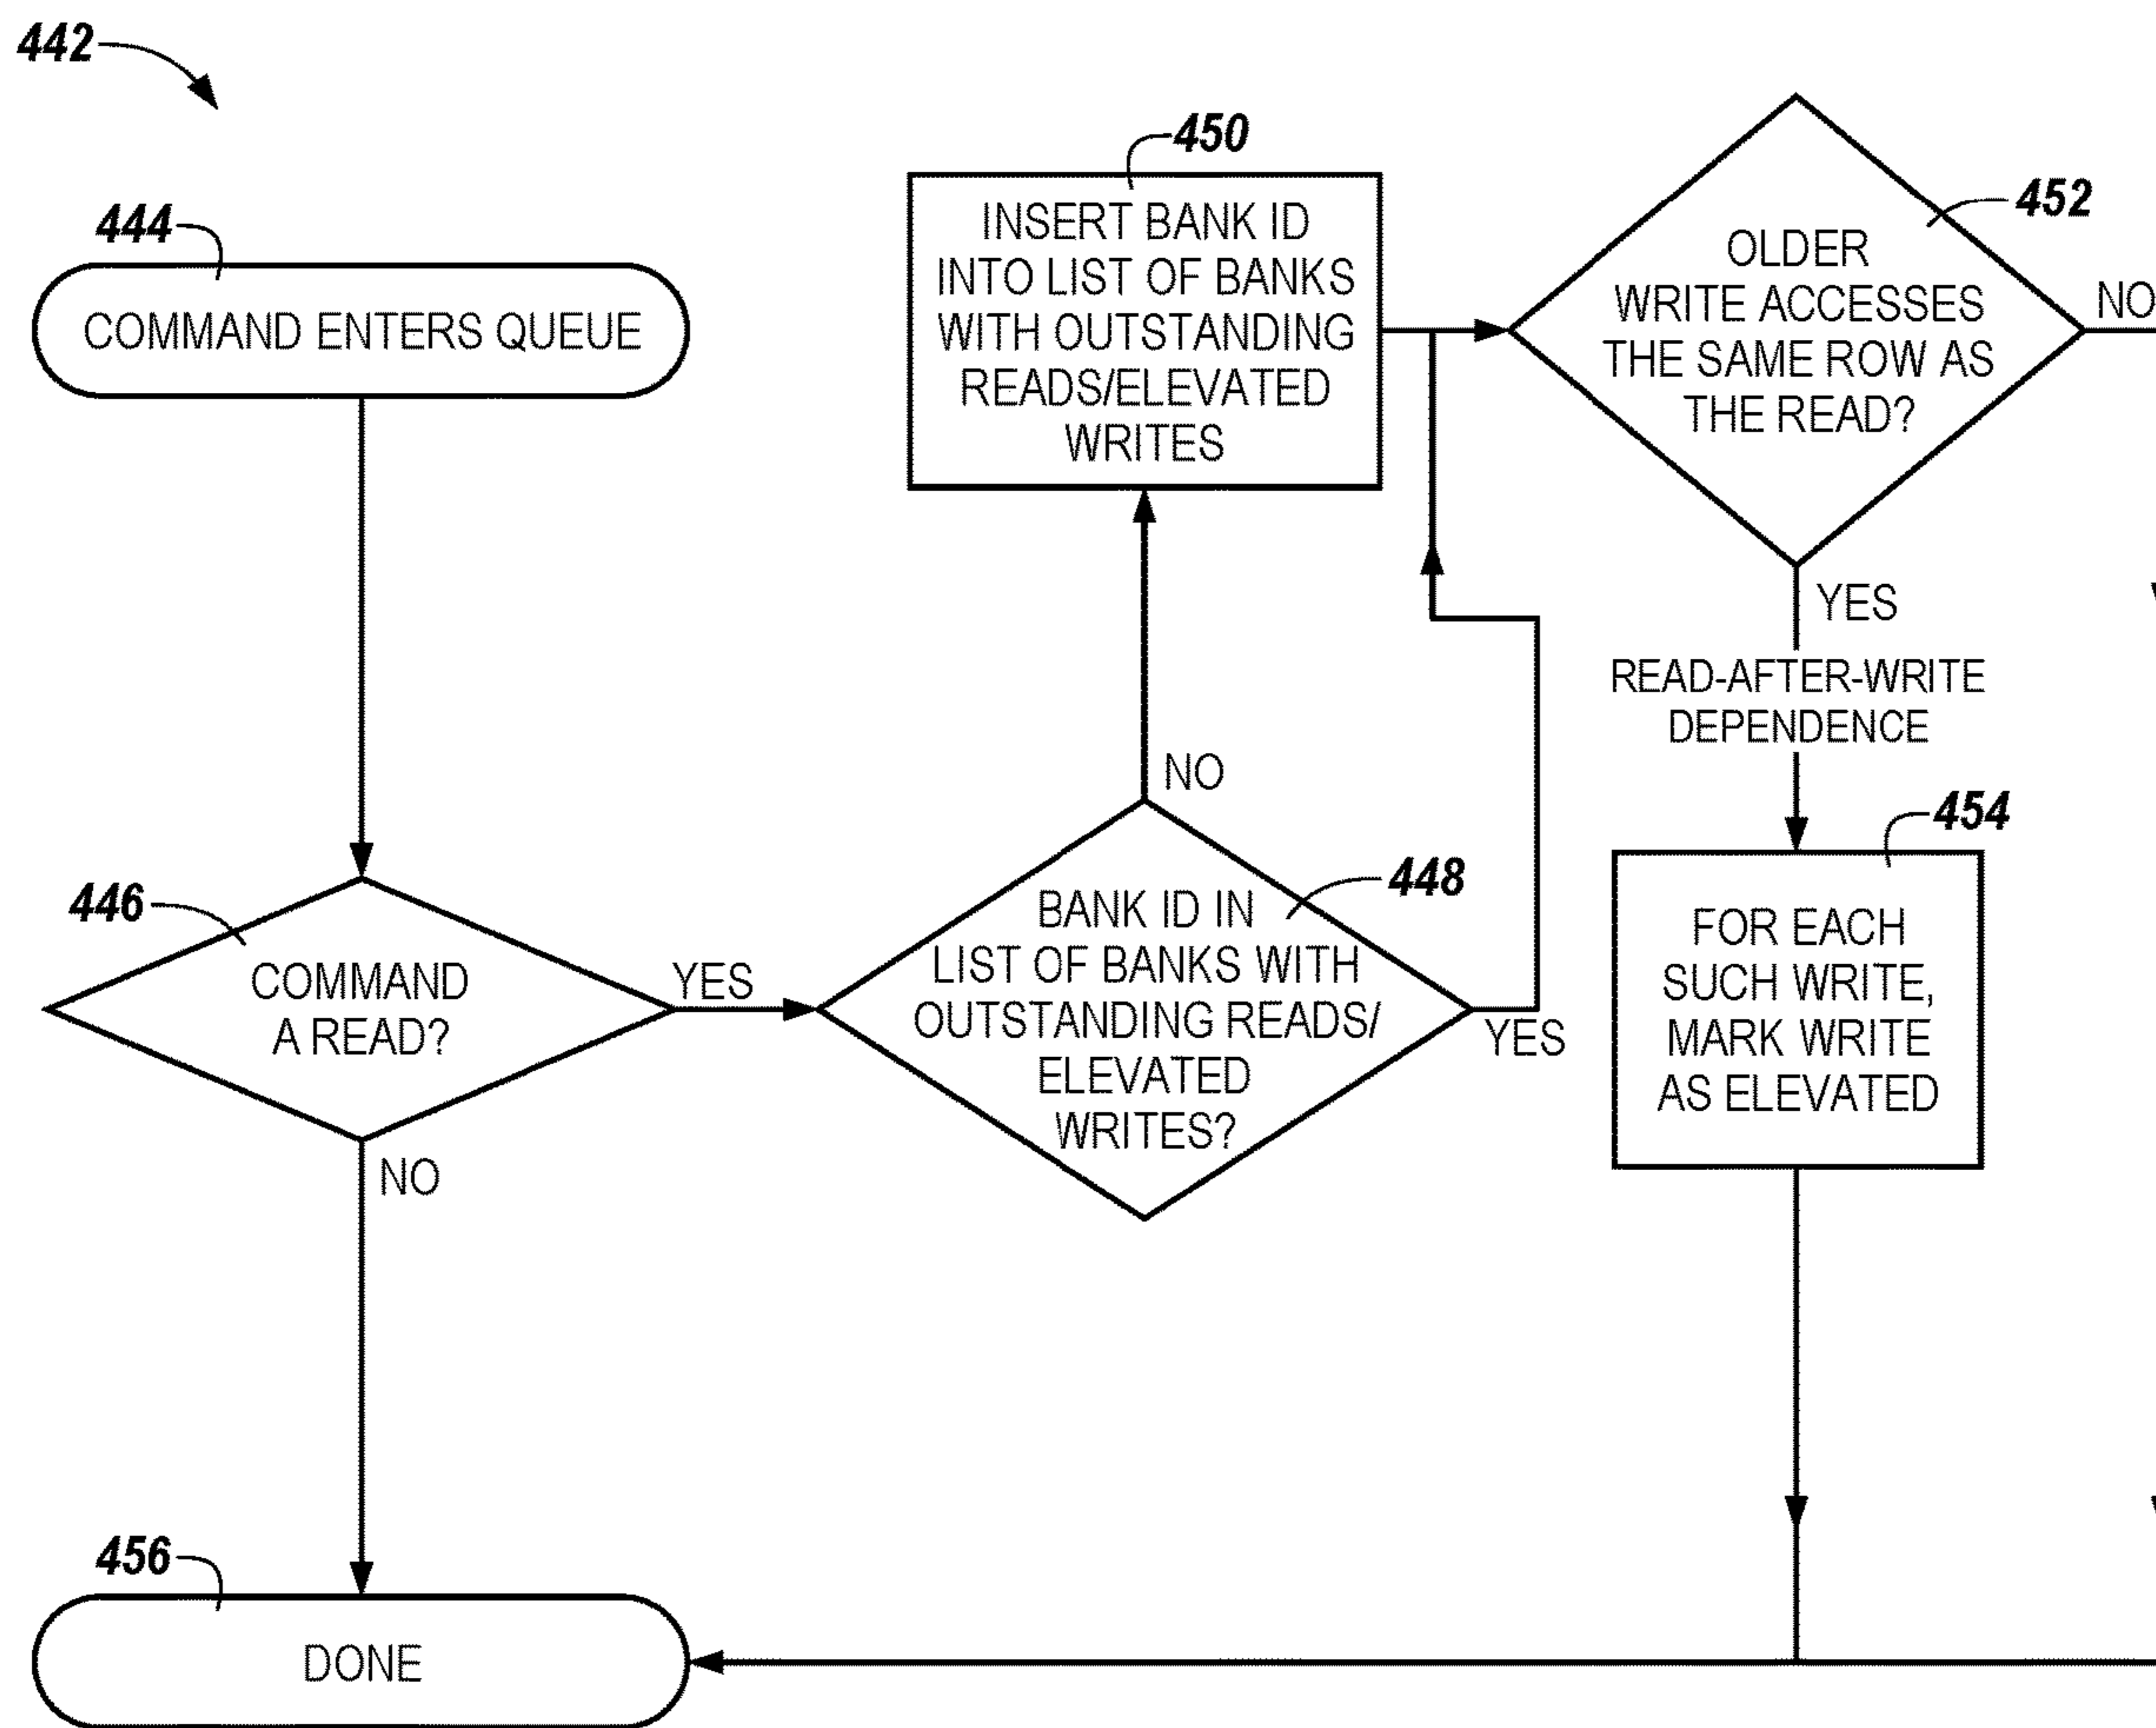 442
444
COMMAND ENTERS QUEUE
446
COMMAND
A READ?
YES
NO
456
DONE
450
INSERT BANK ID
INTO LIST OF BANKS
WITH OUTSTANDING
READS/ELEVATED
WRITES
NO
448
BANK ID IN
LIST OF BANKS WITH
OUTSTANDING READS/
ELEVATED
WRITES?
YES
452
OLDER
WRITE ACCESSES
THE SAME ROW AS
THE READ?
NO
YES
READ-AFTER-WRITE
DEPENDENCE
454
FOR EACH
SUCH WRITE,
MARK WRITE
AS ELEVATED